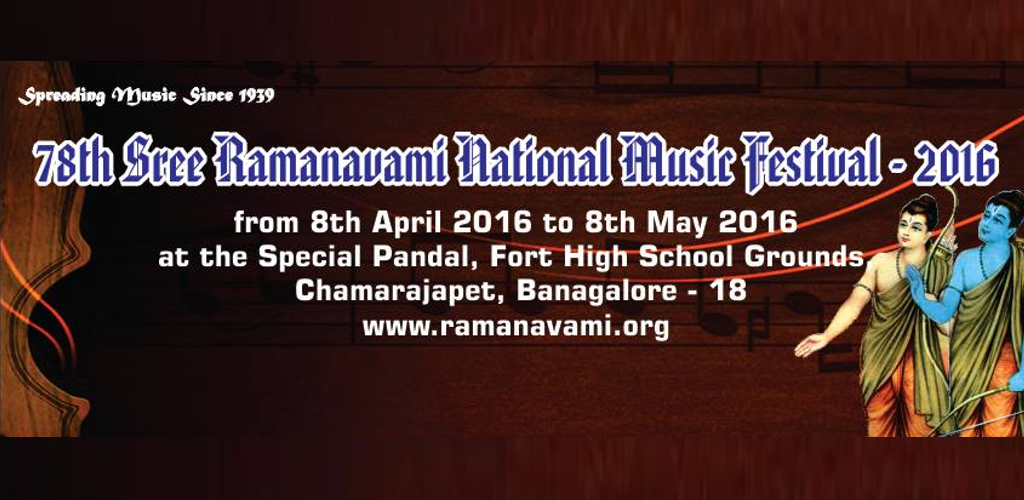 Spreading Music Since 1939
78th Sree Ramanavami National Music Festival - 2016
from 8th April 2016 to 8th May 2016
at the Special Pandal, Fort High School Grounds,
Chamarajapet, Banagalore - 18
www.ramanavami.org